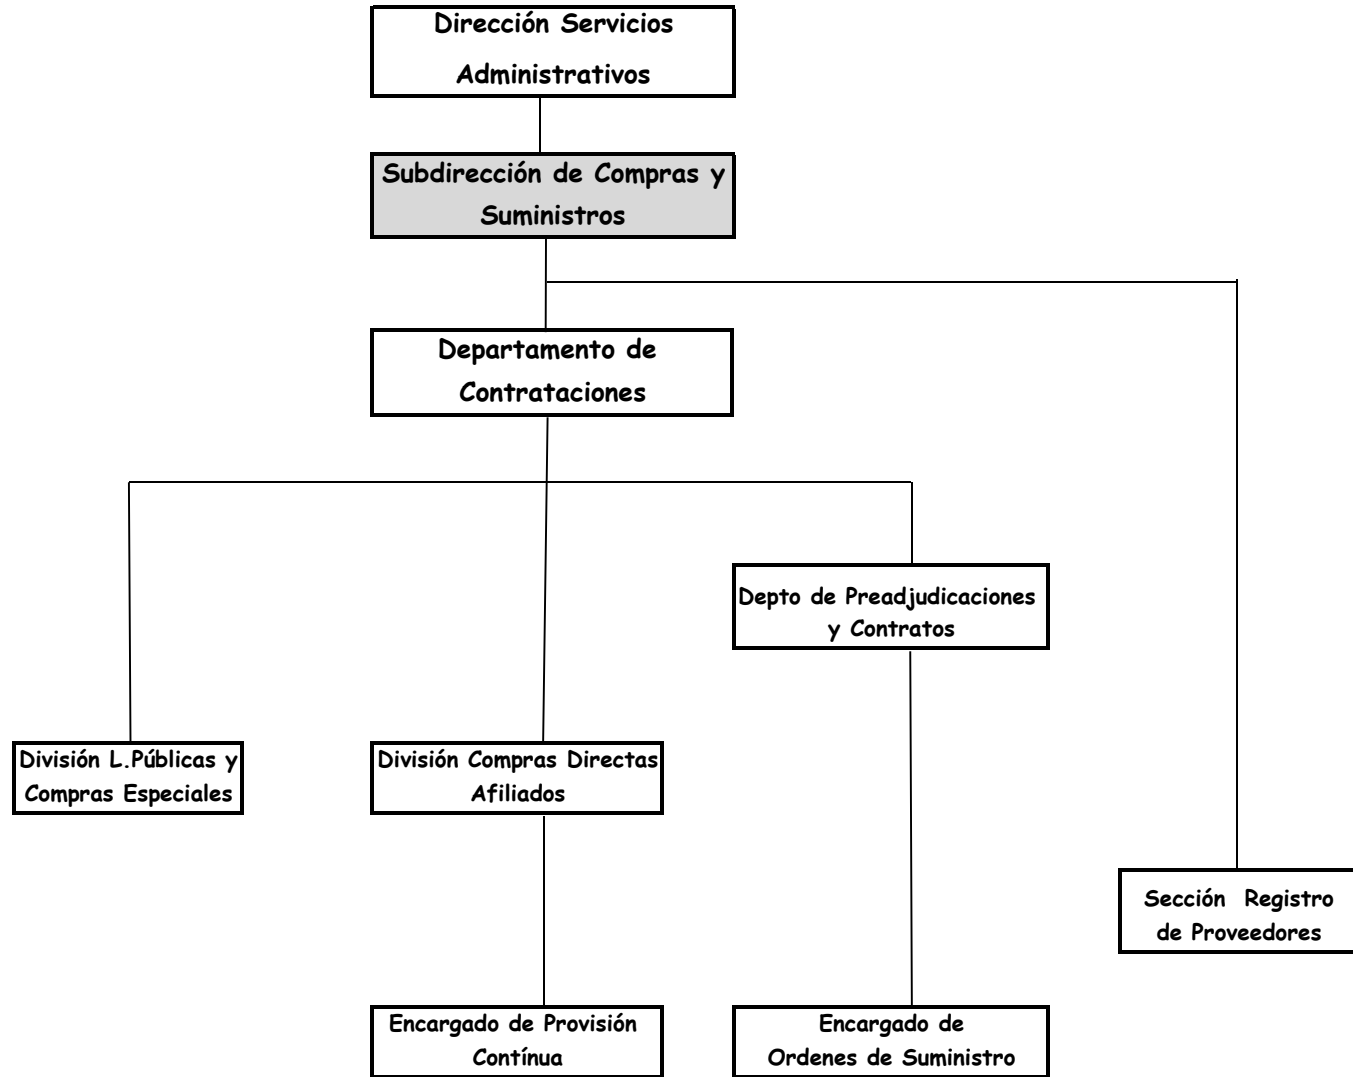 Dirección Servicios
Administrativos
Subdirección de Compras y
Suministros
Departamento de
Contrataciones
Depto de Preadjudicaciones
y Contratos
División L.Públicas y
Compras Especiales
División Compras Directas
Afiliados
Sección Registro
de Proveedores
Encargado de Provisión
Contínua
Encargado de
Ordenes de Suministro